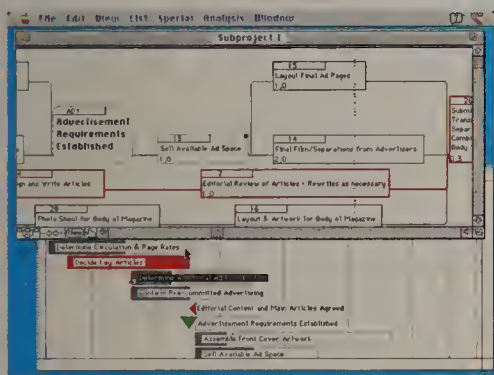 File Edit View List Special Analysis Window
Subproject 1
15
Layout Final Ad Pages
1.0
AD1
Advertisement
Requirements
Established
13
Sell Available Ad Space
1.0
14
Final Film/Separations from Advertisers
2.0
20
Submi
Trans
Separ
Combi
Body
0.3
ign and Write Articles
7
Editorial Review of Articles - Rewrites as necessary
1.0
28
Photo Shoot for Body of Magazine
16
Layout & Artwork for Body of Magazine
Determine Circulation & Page Rates
Decide Key Articles
Determine
Confirm Pre-committed Advertising
Editorial Content and Main Articles Agreed
Advertisement Requirements Established
Assemble Front Cover Artwork
Sell Available Ad Space